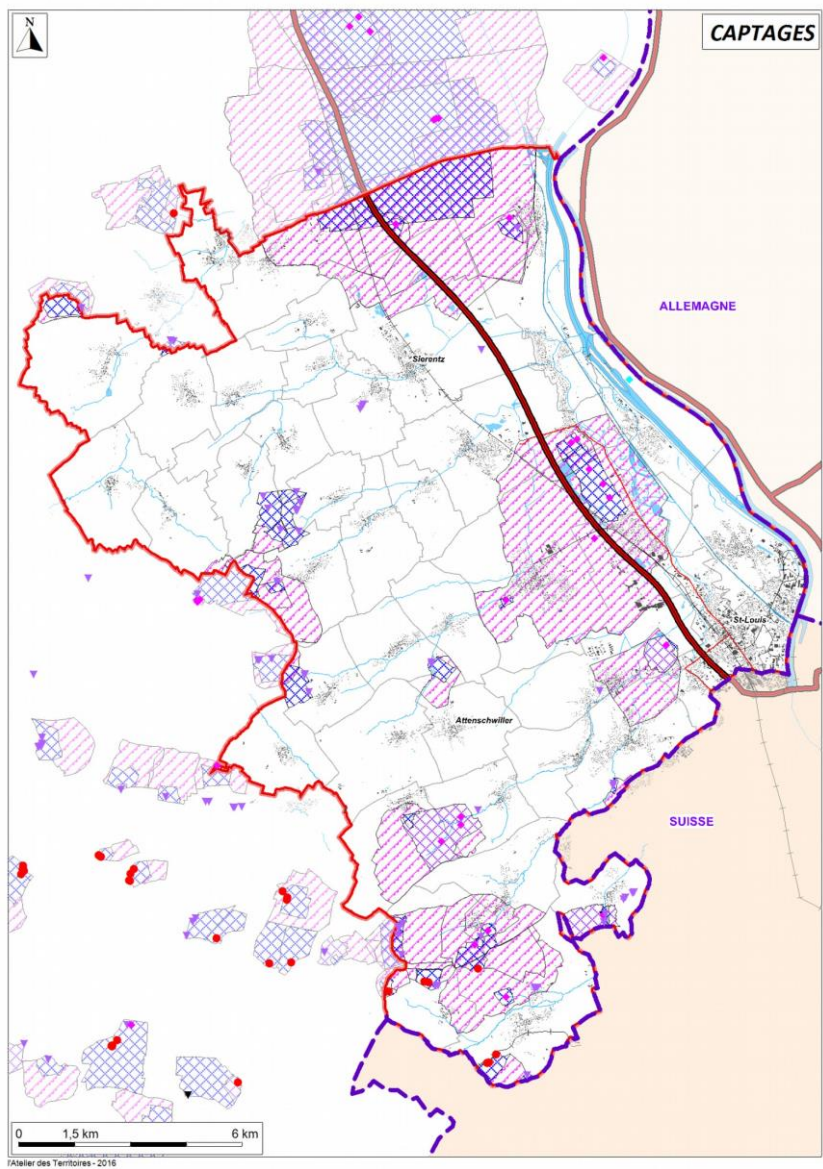 N
CAPTAGES
ALLEMAGNE
Sierentz
St-Louis
Attenschwiller
SUISSE
0 1,5 km 6 km
l'Atelier des Territoires - 2016